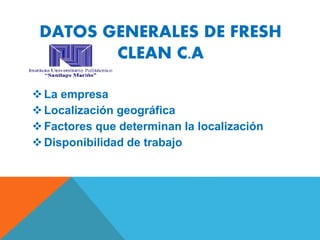 DATOS GENERALES DE FRESH
CLEAN C.A
Instituto Universitario Politécnico
"Santiago Mariño"
❖ La empresa
❖ Localización geográfica
❖ Factores que determinan la localización
❖ Disponibilidad de trabajo